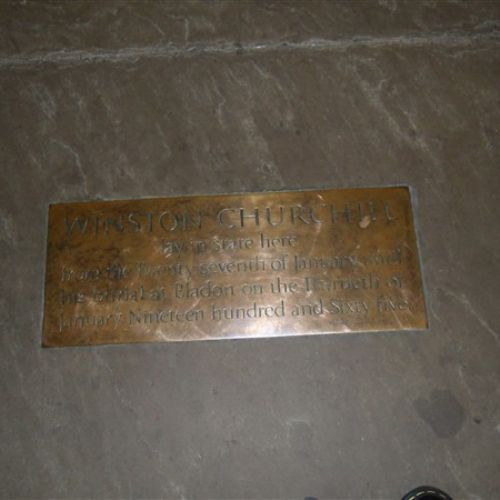 WINSTON CHURCHILL
lay in State here
from the Twenty seventh of January until
his burial at Bladon on the Thirtieth of
January Nineteen hundred and Sixty five.